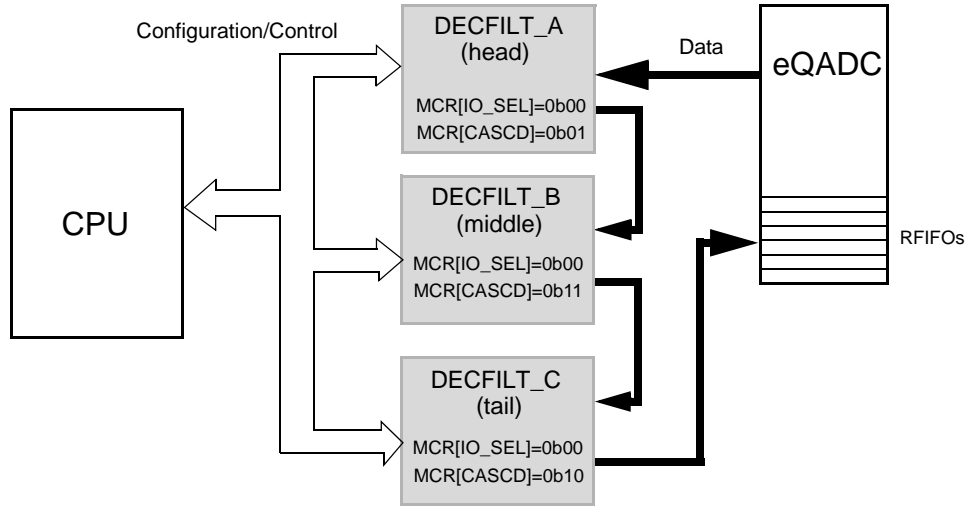 Configuration/Control
DECFILT_A
(head)
MCR[IO_SEL]=0b00
MCR[CASCD]=0b01
Data
eQADC
RFIFOs
CPU
DECFILT_B
(middle)
MCR[IO_SEL]=0b00
MCR[CASCD]=0b11
DECFILT_C
(tail)
MCR[IO_SEL]=0b00
MCR[CASCD]=0b10